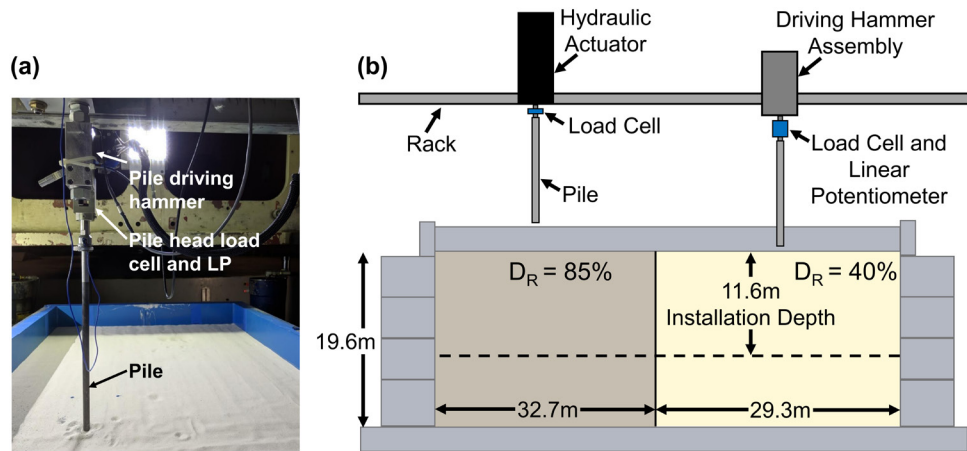 (a)
Pile driving
hammer
Pile head load
cell and LP
Pile
(b)
Hydraulic
Actuator
Driving Hammer
Assembly
Rack
Load Cell
Pile
Load Cell and
Linear
Potentiometer
D_R = 85%
D_R = 40%
11.6m
Installation Depth
19.6m
32.7m
29.3m